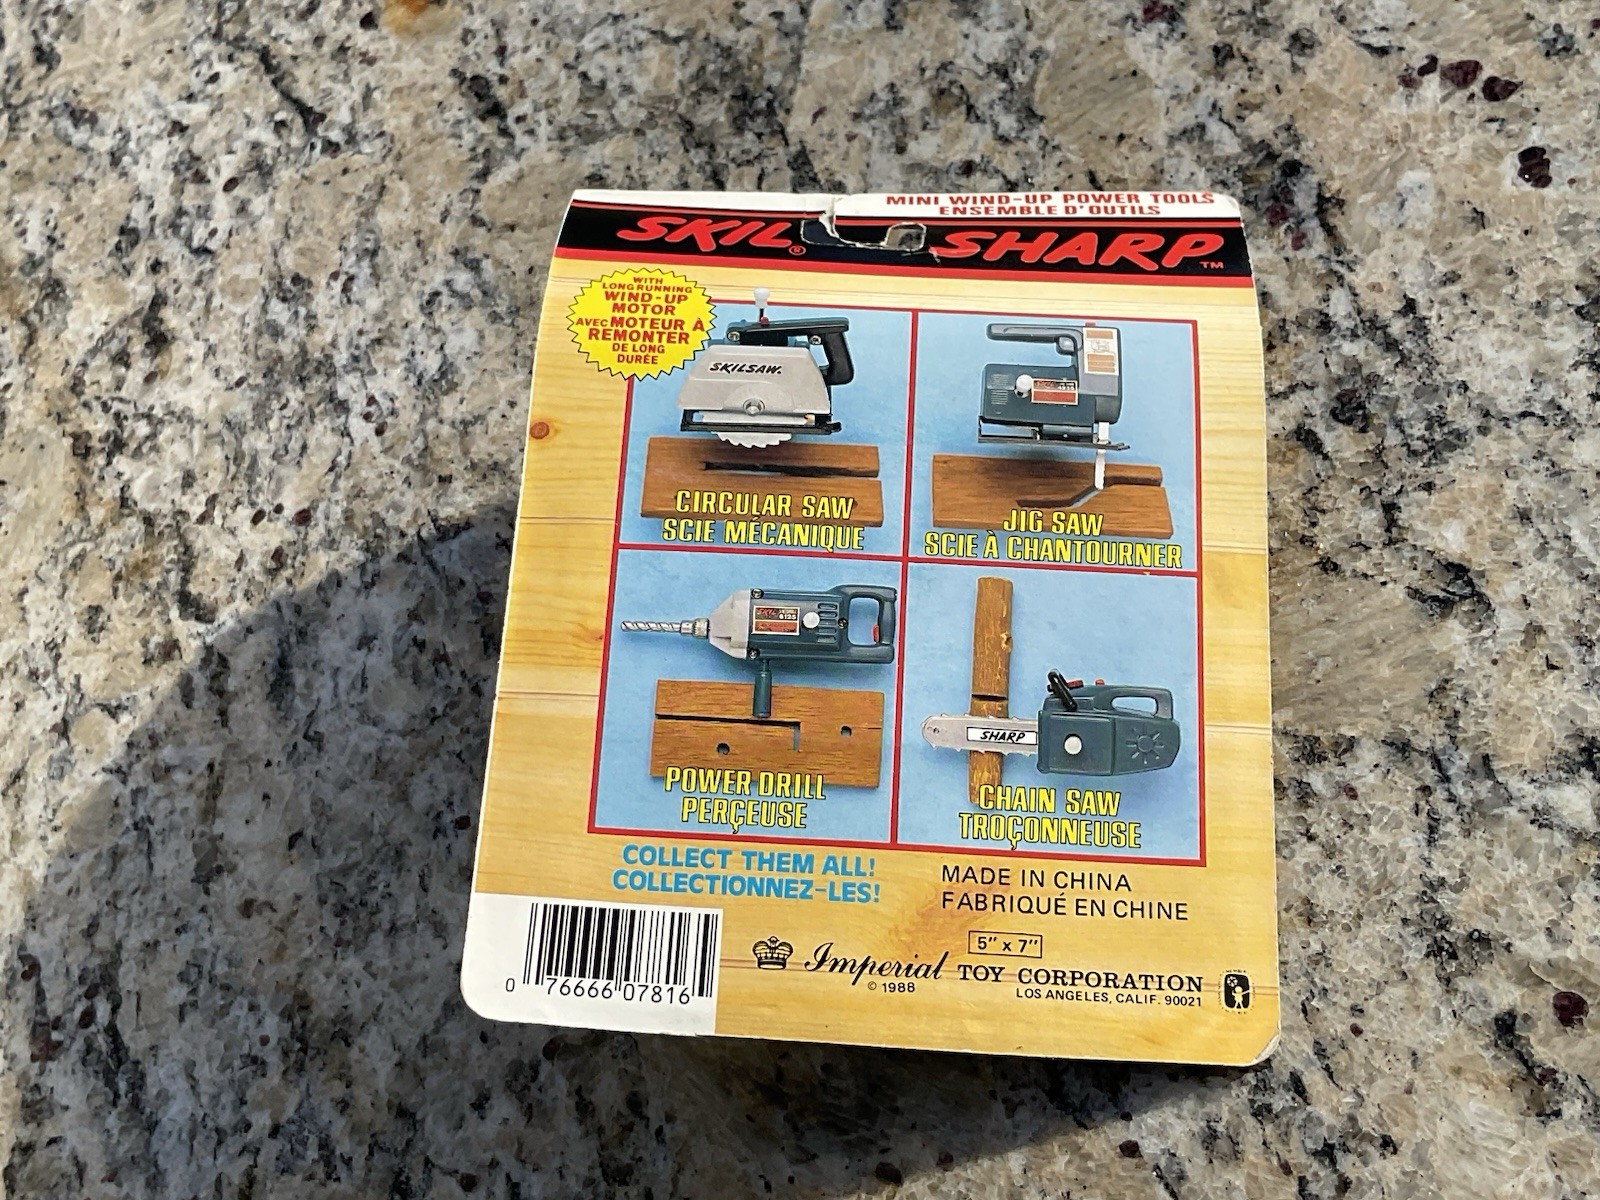 MINI WIND-UP POWER TOOLS
ENSEMBLE D'OUTILS
SKIL® SHARP™
WITH
LONG RUNNING
WIND-UP
MOTOR
AVEC MOTEUR À
REMONTER
DE LONG
DURÉE
SKILSAW.
CIRCULAR SAW
SCIE MÉCANIQUE
JIG SAW
SCIE À CHANTOURNER
SKIL
6125
POWER DRILL
PERÇEUSE
SHARP
CHAIN SAW
TROÇONNEUSE
COLLECT THEM ALL!
COLLECTIONNEZ-LES!
MADE IN CHINA
FABRIQUÉ EN CHINE
5" x 7"
Imperial TOY CORPORATION
© 1988
LOS ANGELES, CALIF. 90021
0 76666 07816